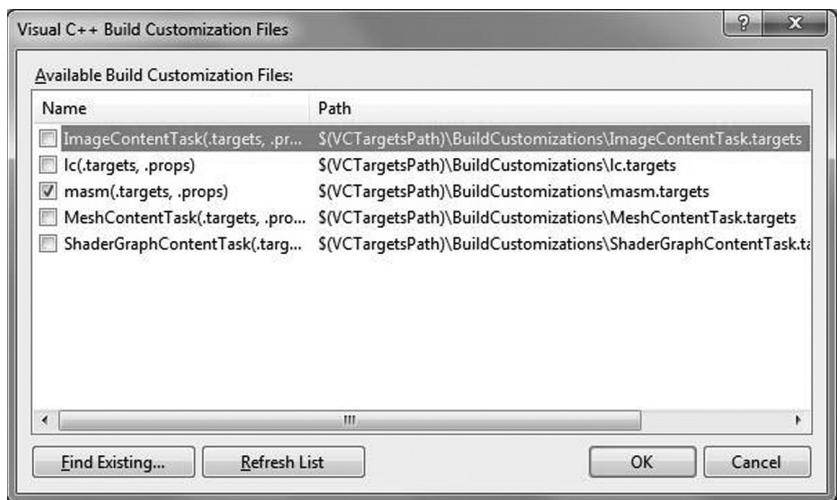 Visual C++ Build Customization Files
?
X
Available Build Customization Files:
Name Path
ImageContentTask(.targets, .pr... $(VCTargetsPath)\BuildCustomizations\ImageContentTask.targets
lc(.targets, .props) $(VCTargetsPath)\BuildCustomizations\lc.targets
masm(.targets, .props) $(VCTargetsPath)\BuildCustomizations\masm.targets
MeshContentTask(.targets, .pro... $(VCTargetsPath)\BuildCustomizations\MeshContentTask.targets
ShaderGraphContentTask(.targ... $(VCTargetsPath)\BuildCustomizations\ShaderGraphContentTask.ta
Find Existing... Refresh List OK Cancel